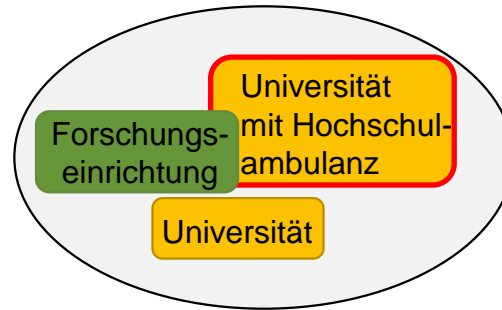 Universität
mit Hochschul-
ambulanz
Forschungs-
einrichtung
Universität